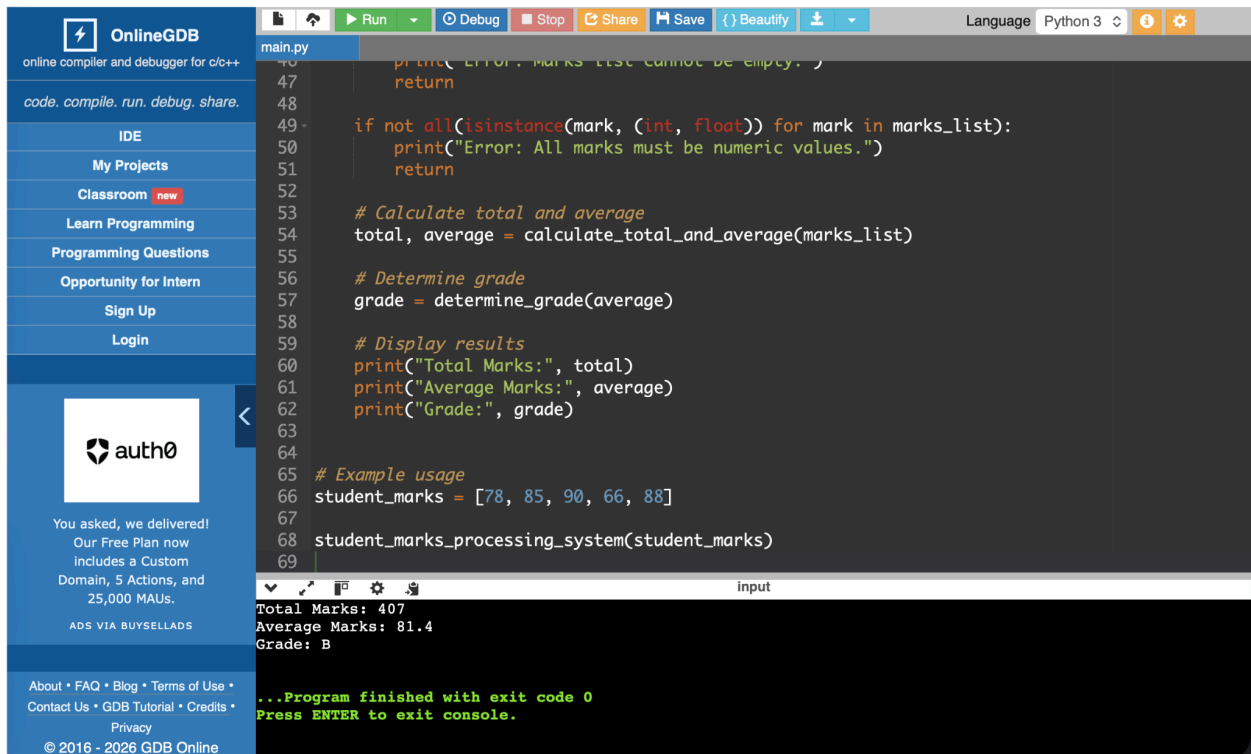 OnlineGDB
online compiler and debugger for c/c++
code. compile. run. debug. share.
IDE
My Projects
Classroom new
Learn Programming
Programming Questions
Opportunity for Intern
Sign Up
Login
auth0
You asked, we delivered!
Our Free Plan now
includes a Custom
Domain, 5 Actions, and
25,000 MAUs.
ADS VIA BUYSELLADS
About • FAQ • Blog • Terms of Use •
Contact Us • GDB Tutorial • Credits •
Privacy
© 2016 - 2026 GDB Online
Run Debug Stop Share Save { } Beautify Language Python 3
main.py
46 print("Error: Marks list cannot be empty.")
47 return
48
49 if not all(isinstance(mark, (int, float)) for mark in marks_list):
50 print("Error: All marks must be numeric values.")
51 return
52
53 # Calculate total and average
54 total, average = calculate_total_and_average(marks_list)
55
56 # Determine grade
57 grade = determine_grade(average)
58
59 # Display results
60 print("Total Marks:", total)
61 print("Average Marks:", average)
62 print("Grade:", grade)
63
64
65 # Example usage
66 student_marks = [78, 85, 90, 66, 88]
67
68 student_marks_processing_system(student_marks)
69
input
Total Marks: 407
Average Marks: 81.4
Grade: B
...Program finished with exit code 0
Press ENTER to exit console.